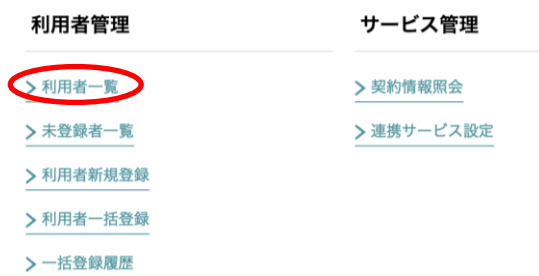 利用者管理
利用者一覧
未登録者一覧
利用者新規登録
利用者一括登録
一括登録履歴
サービス管理
契約情報照会
連携サービス設定